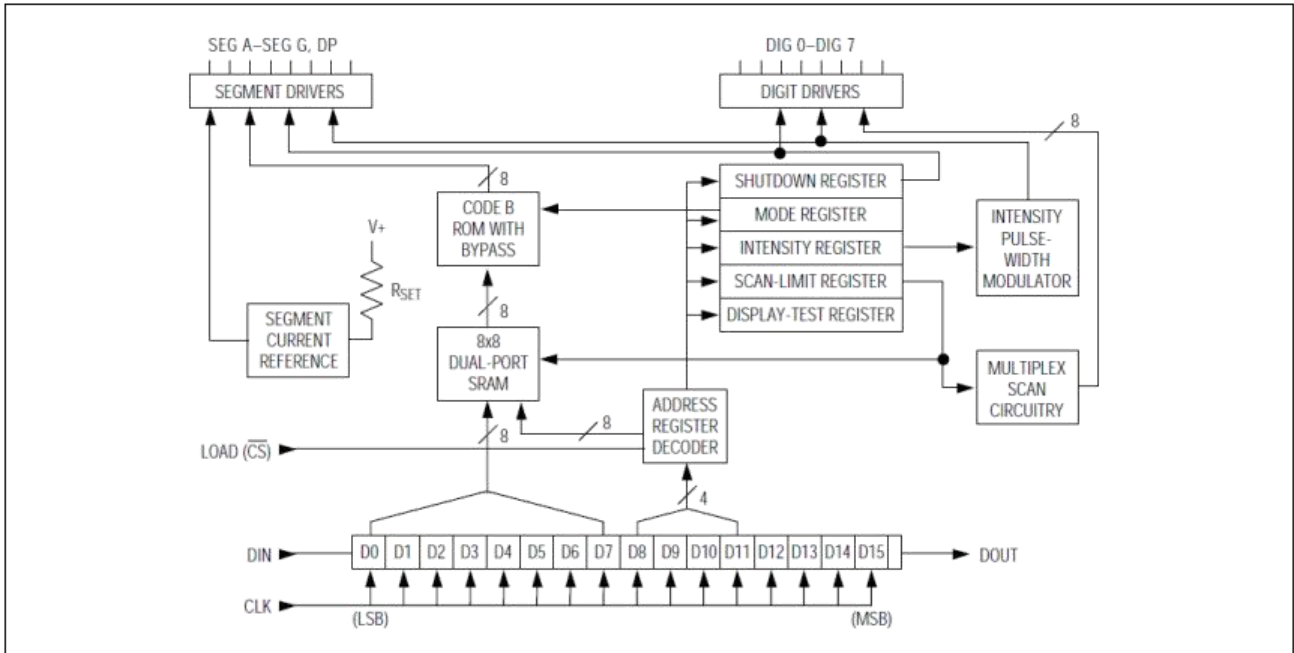 SEG A–SEG G, DP
DIG 0–DIG 7
SEGMENT DRIVERS
DIGIT DRIVERS
8
8
SHUTDOWN REGISTER
MODE REGISTER
INTENSITY REGISTER
SCAN-LIMIT REGISTER
DISPLAY-TEST REGISTER
CODE B
ROM WITH
BYPASS
INTENSITY
PULSE-
WIDTH
MODULATOR
V+
RSET
8
SEGMENT
CURRENT
REFERENCE
8x8
DUAL-PORT
SRAM
MULTIPLEX
SCAN
CIRCUITRY
ADDRESS
REGISTER
DECODER
8
8
LOAD (C̅S̅)
4
DIN
D0 D1 D2 D3 D4 D5 D6 D7 D8 D9 D10 D11 D12 D13 D14 D15
DOUT
CLK
(LSB)
(MSB)